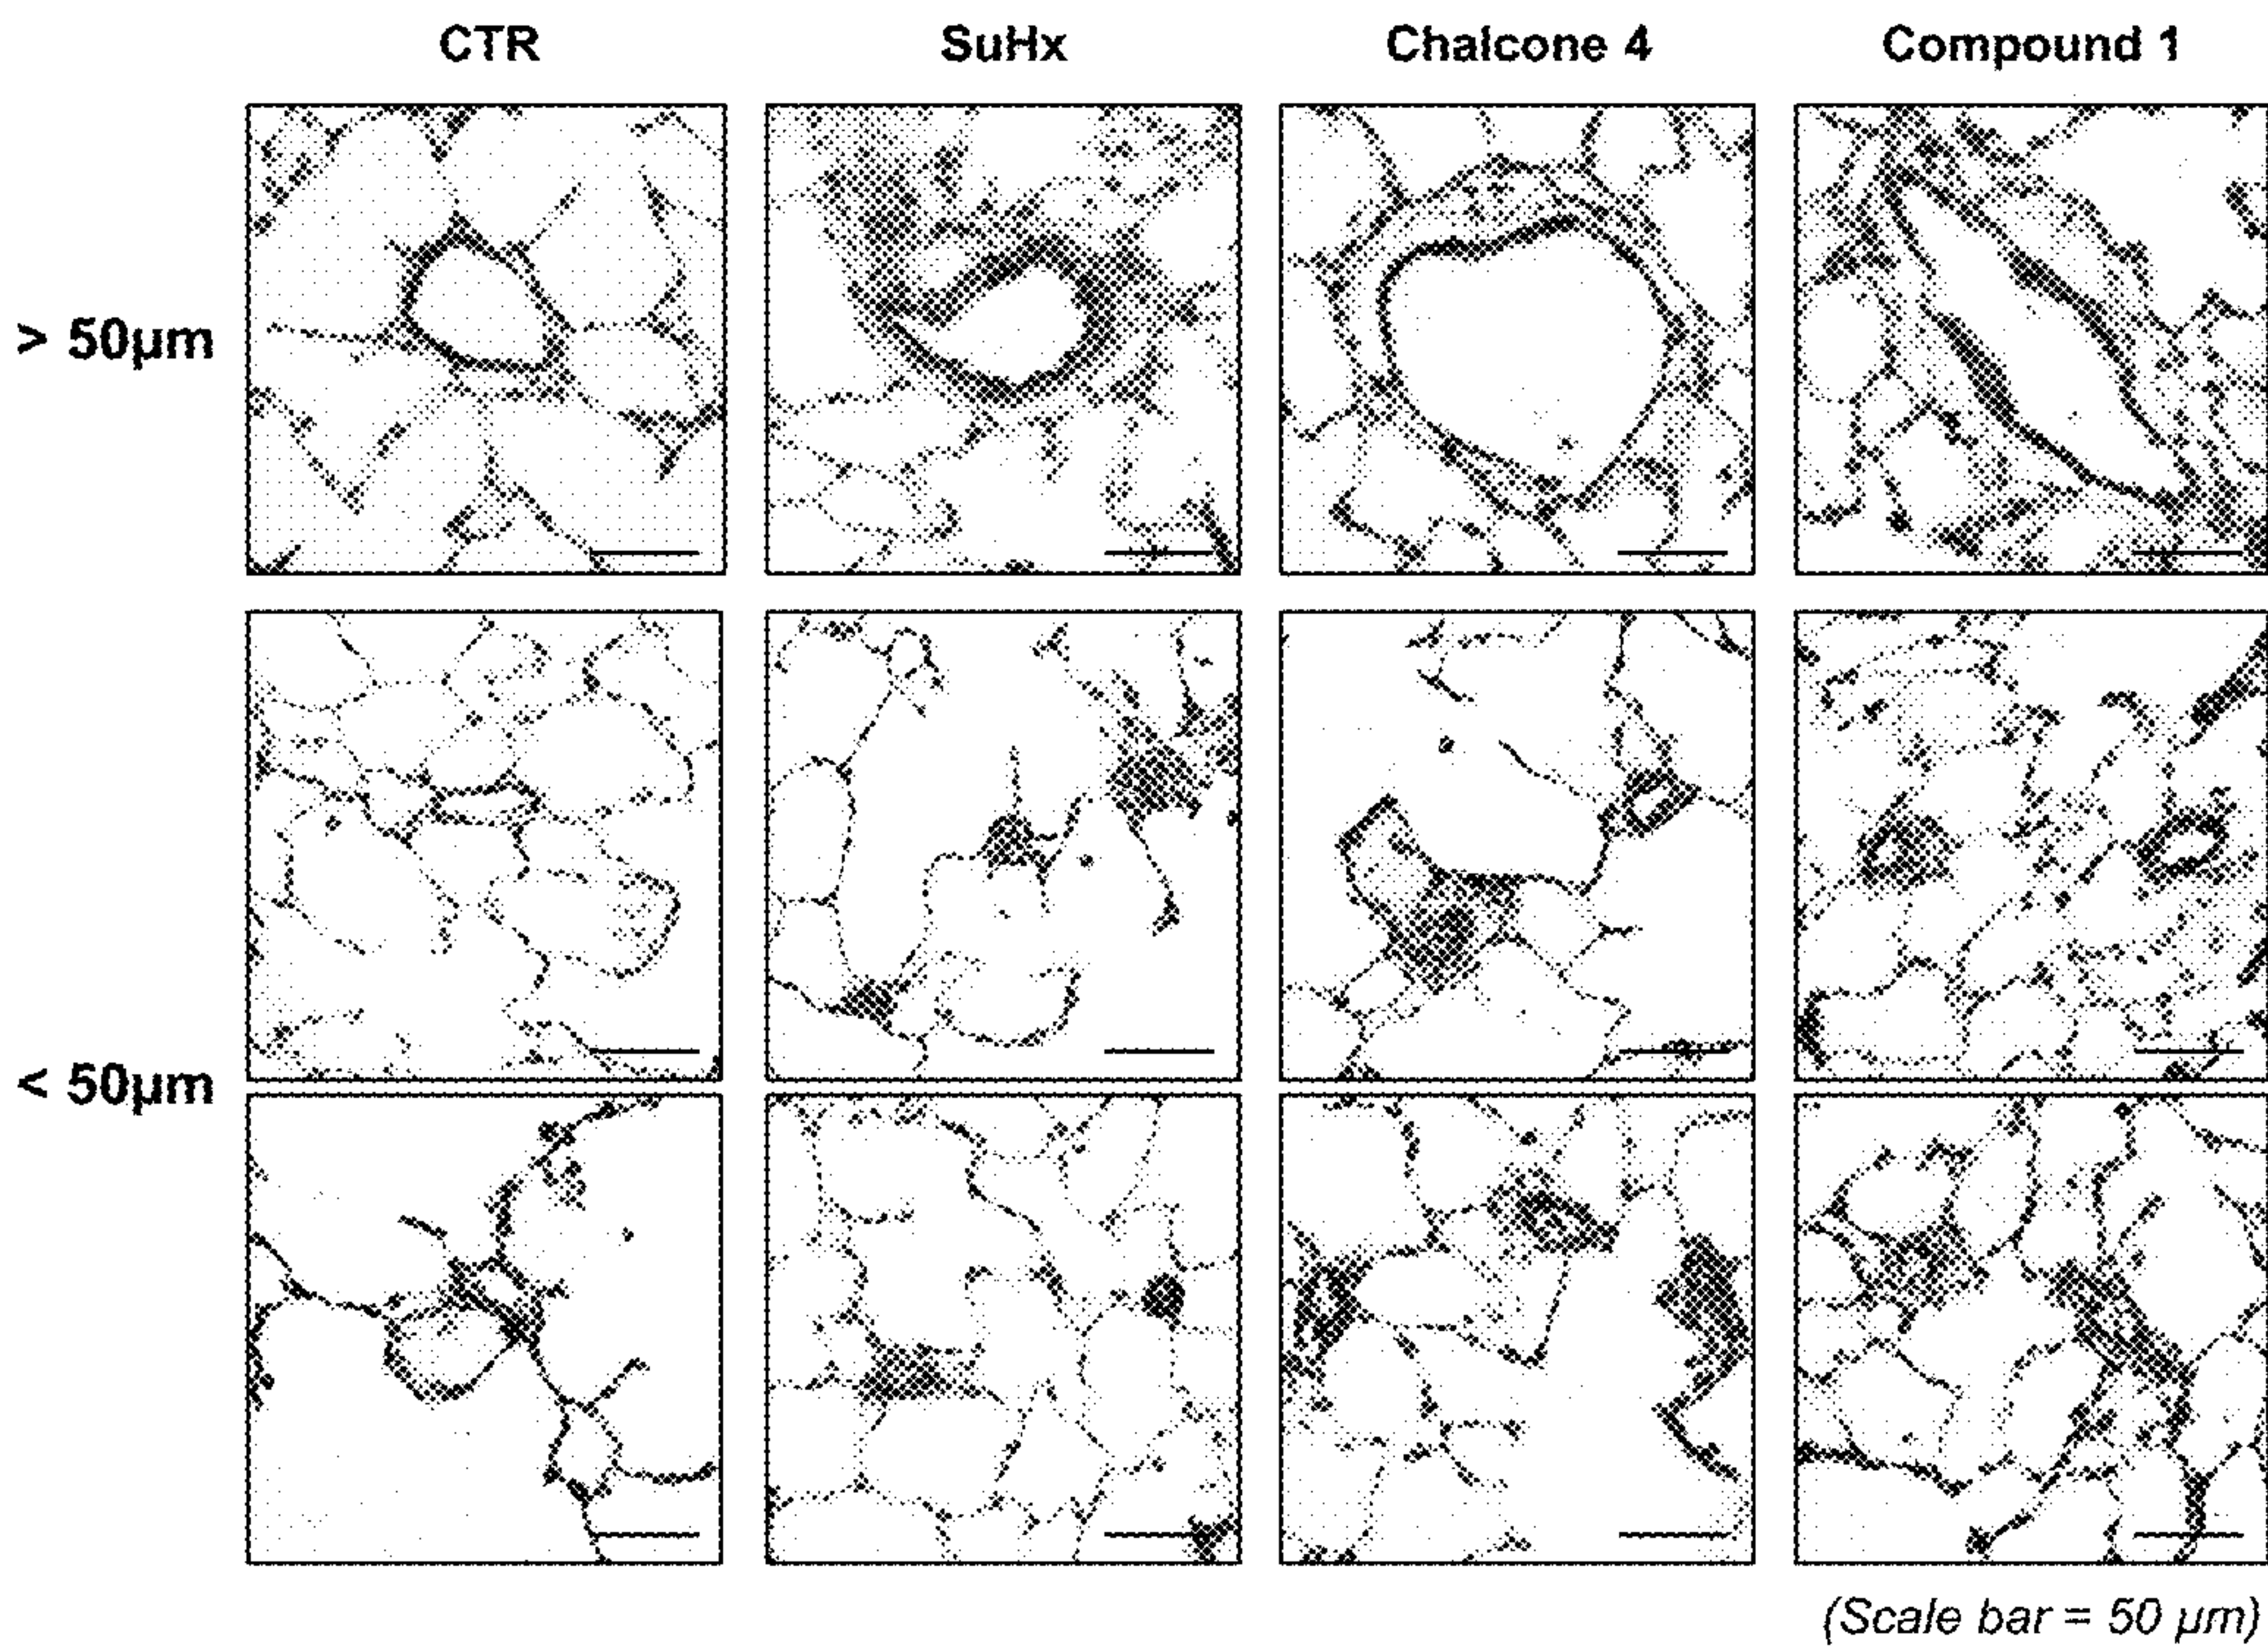 CTR SuHx Chalcone 4 Compound 1
> 50µm
< 50µm
(Scale bar = 50 µm)